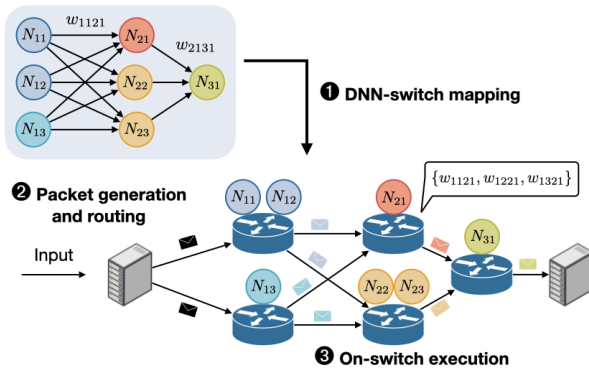 N11 w1121 N21 w2131
N12 N22 N31
N13 N23
❶ DNN-switch mapping
❷ Packet generation
and routing
{w1121, w1221, w1321}
N11 N12 N21
N31
Input
N13 N22 N23
❸ On-switch execution